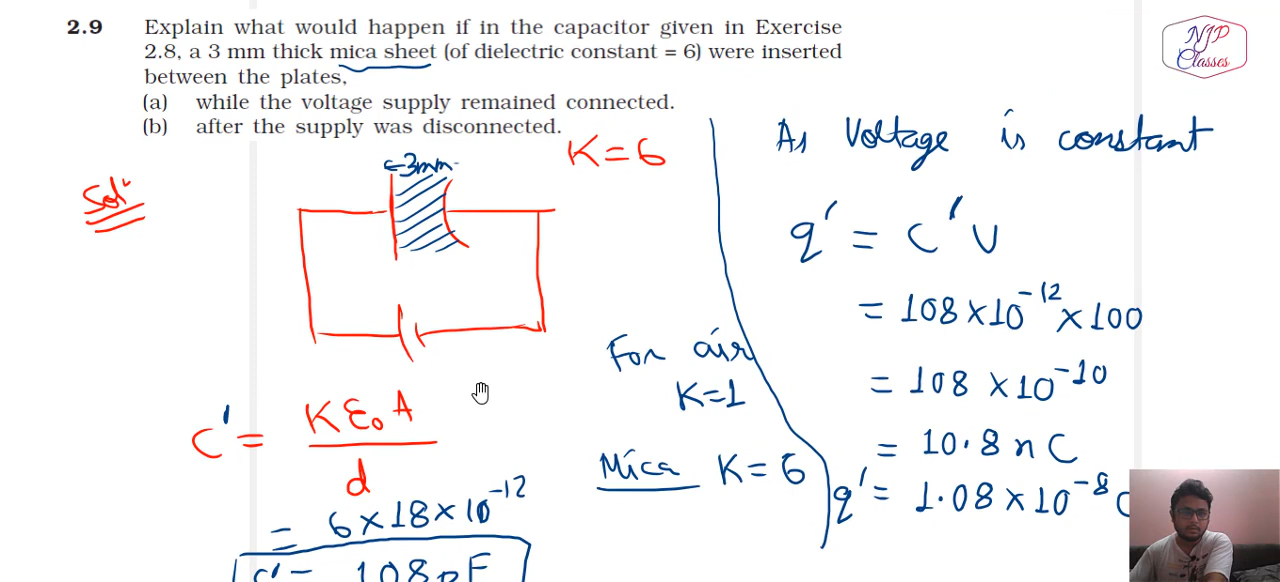 2.9 Explain what would happen if in the capacitor given in Exercise
2.8, a 3 mm thick mica sheet (of dielectric constant = 6) were inserted
between the plates,
(a) while the voltage supply remained connected.
(b) after the supply was disconnected.
NJP
Classes
Solⁿ
3mm
K=6
C' = Kε₀A
d
= 6×18×10⁻¹²
C' = 108pF
For air
K=1
Mica K=6
As Voltage is constant
q' = C'V
= 108×10⁻¹²×100
= 108×10⁻¹⁰
= 10.8 nC
q' = 1.08×10⁻⁸ C